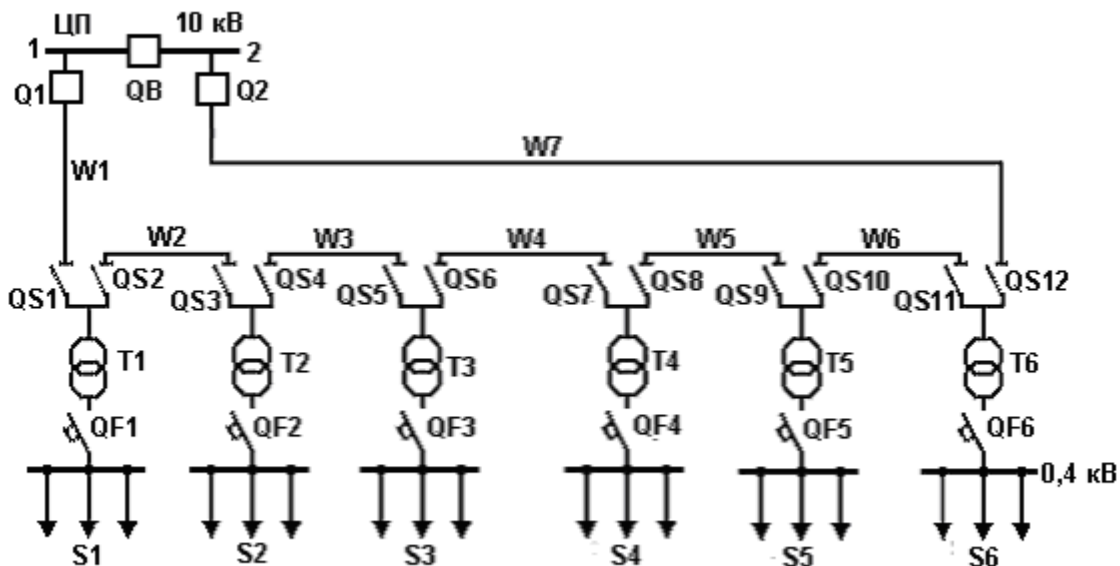 ЦП 10 кВ
1 2
Q1 QB Q2
W1 W7
W2 W3 W4 W5 W6
QS1 QS2 QS3 QS4 QS5 QS6 QS7 QS8 QS9 QS10 QS11 QS12
T1 T2 T3 T4 T5 T6
QF1 QF2 QF3 QF4 QF5 QF6
0,4 кВ
S1 S2 S3 S4 S5 S6